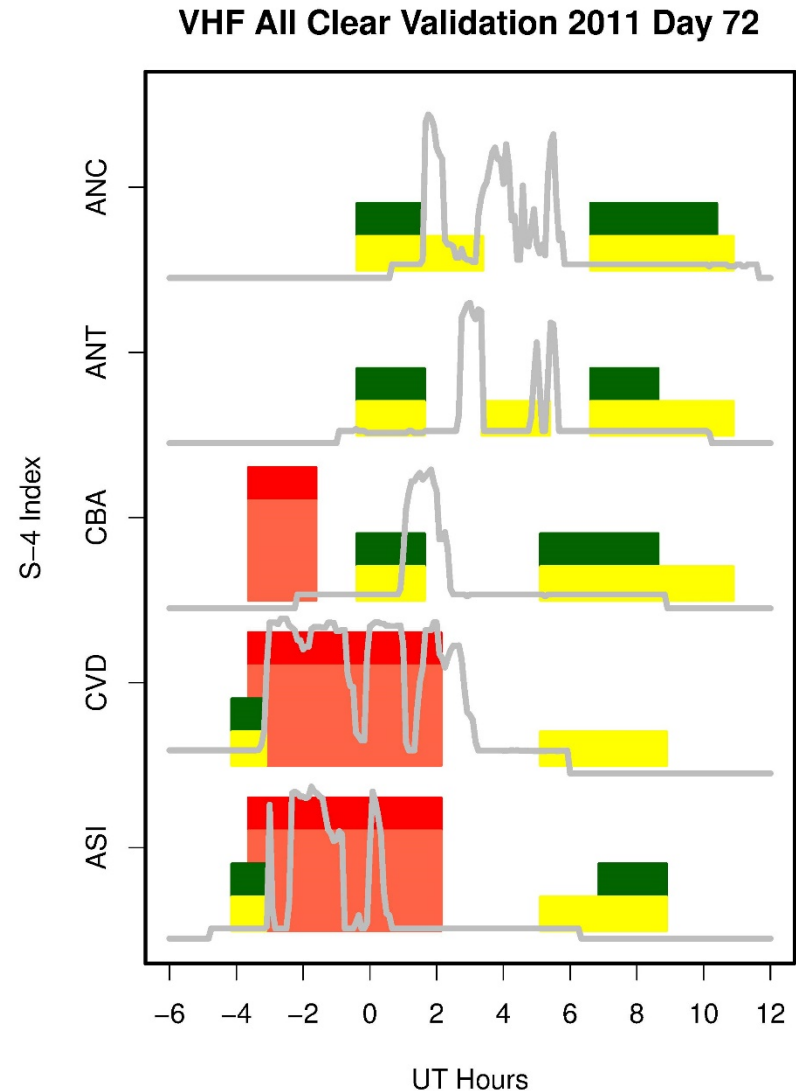 VHF All Clear Validation 2011 Day 72
S−4 Index
ANC
ANT
CBA
CVD
ASI
−6 −4 −2 0 2 4 6 8 10 12
UT Hours